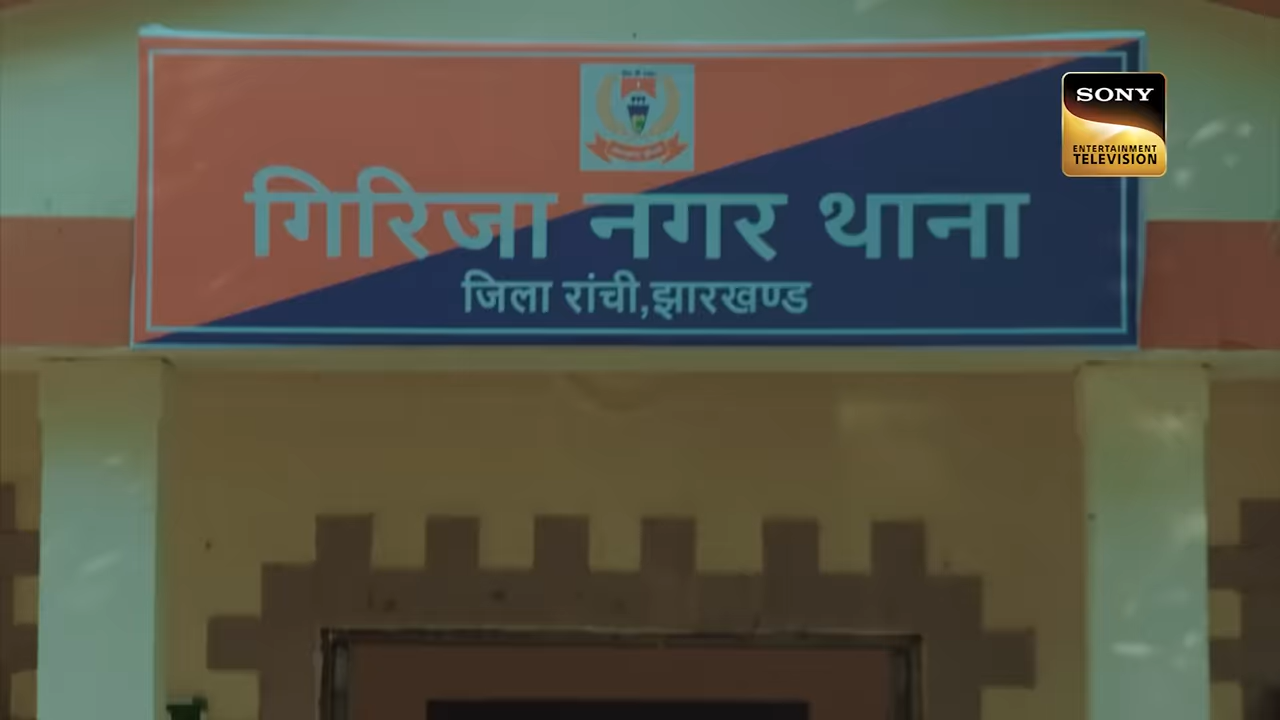 गिरिजा नगर थाना
जिला रांची,झारखण्ड
SONY
ENTERTAINMENT
TELEVISION